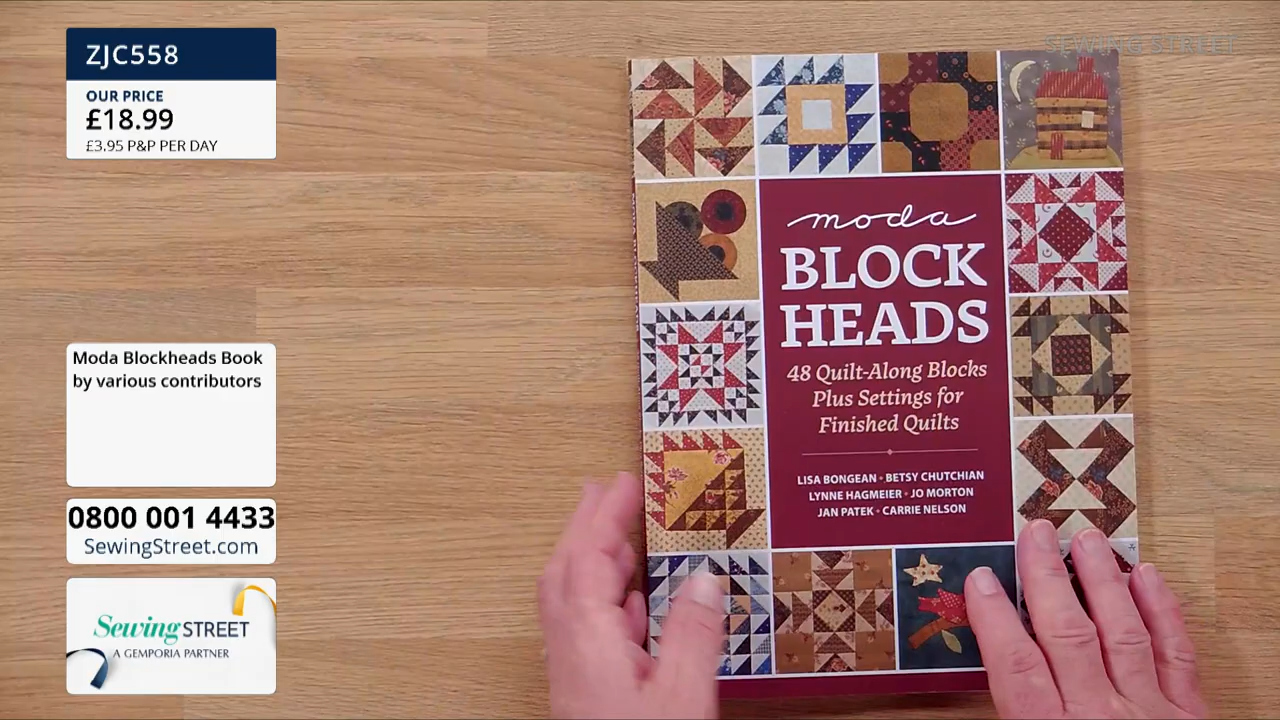 ZJC558
OUR PRICE
£18.99
£3.95 P&P PER DAY
Moda Blockheads Book
by various contributors
0800 001 4433
SewingStreet.com
Sewing STREET
A GEMPORIA PARTNER
SEWING STREET
moda
BLOCK
HEADS
48 Quilt-Along Blocks
Plus Settings for
Finished Quilts
LISA BONGEAN • BETSY CHUTCHIAN
LYNNE HAGMEIER • JO MORTON
JAN PATEK • CARRIE NELSON